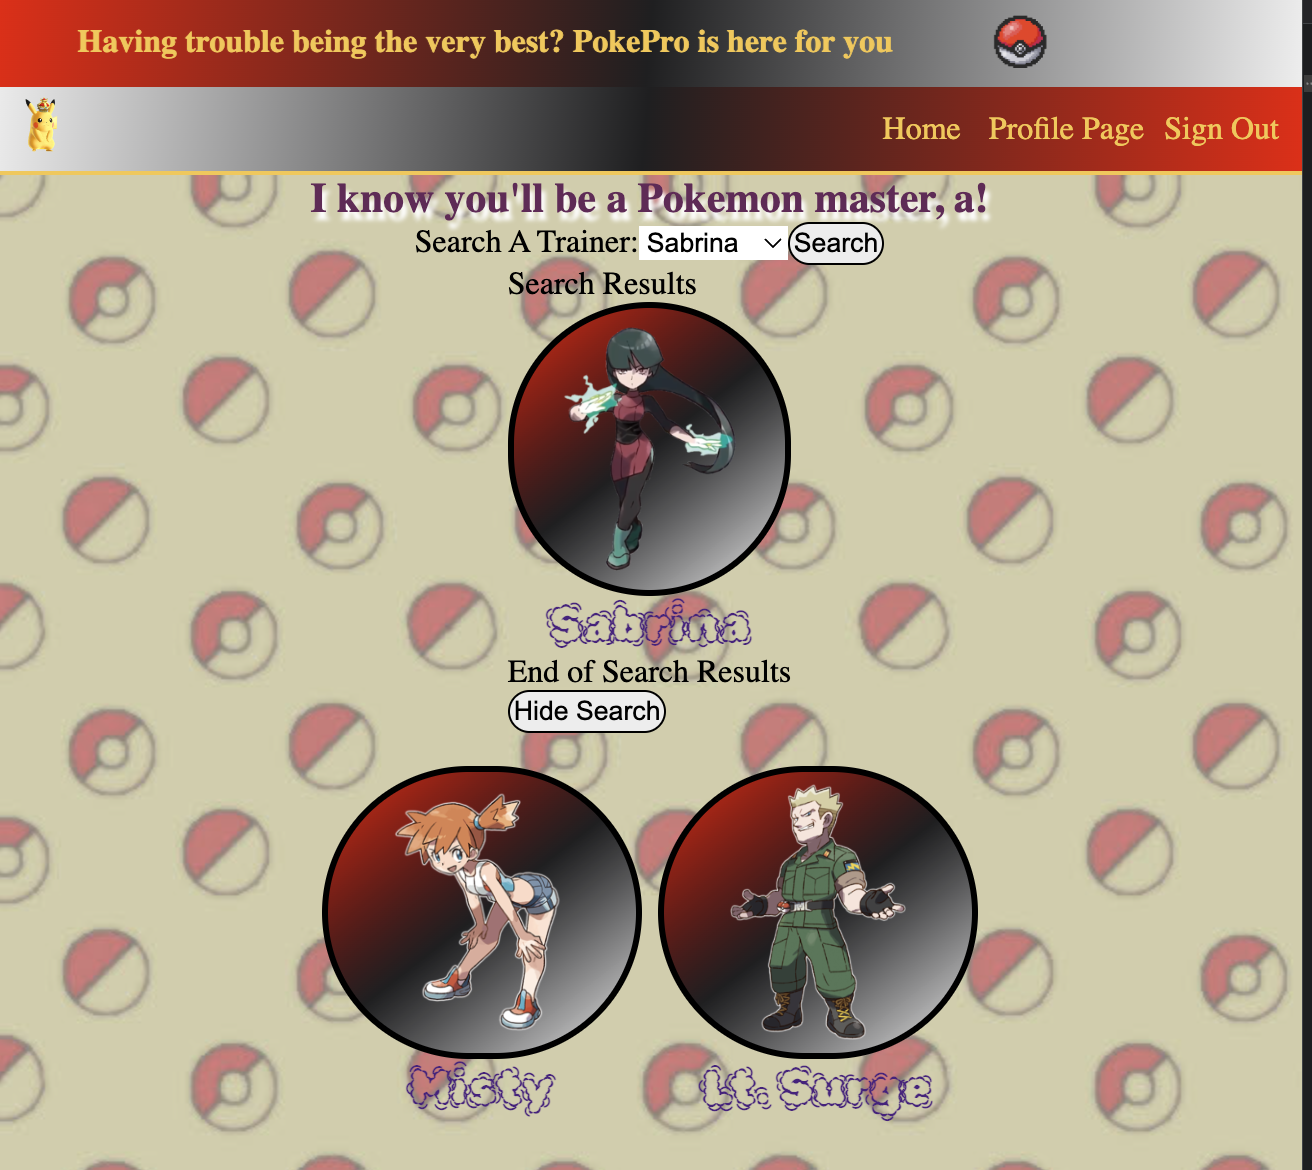 Having trouble being the very best? PokePro is here for you
Home Profile Page Sign Out
I know you'll be a Pokemon master, a!
Search A Trainer: Sabrina Search
Search Results
Sabrina
End of Search Results
Hide Search
Misty Lt. Surge